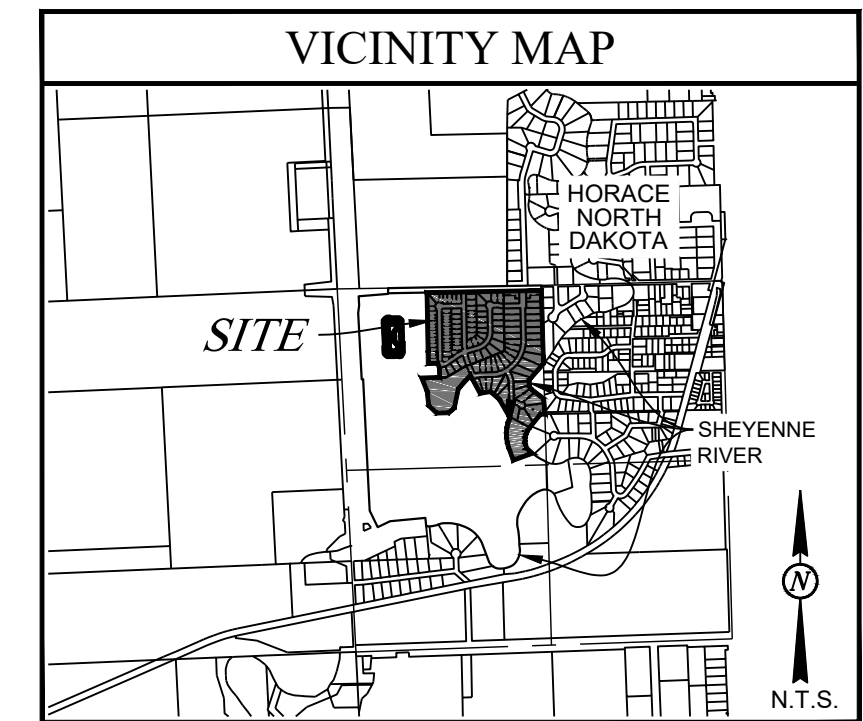 VICINITY MAP
HORACE
NORTH
DAKOTA
SITE
SHEYENNE
RIVER
N
N.T.S.